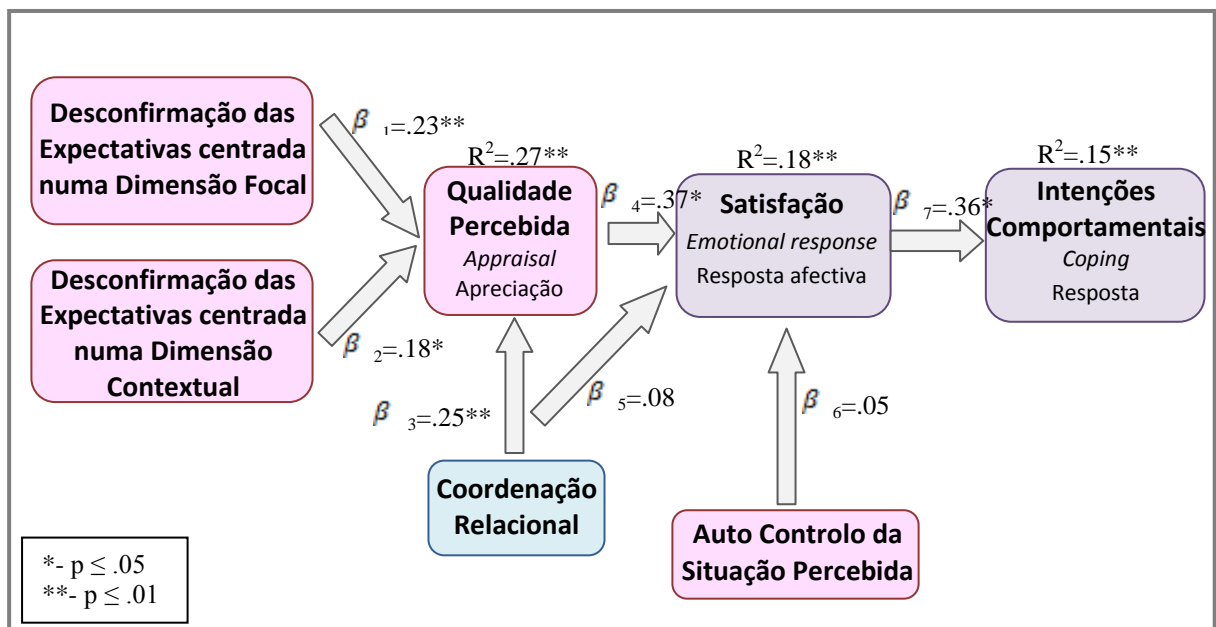 Desconfirmação das
Expectativas centrada
numa Dimensão Focal
β 1=.23**
R²=.27**
Qualidade
Percebida
Appraisal
Apreciação
β 4=.37*
R²=.18**
Satisfação
Emotional response
Resposta afectiva
β 7=.36*
R²=.15**
Intenções
Comportamentais
Coping
Resposta
Desconfirmação das
Expectativas centrada
numa Dimensão
Contextual
β 2=.18*
β 3=.25**
β 5=.08
β 6=.05
Coordenação
Relacional
Auto Controlo da
Situação Percebida
*- p ≤ .05
**- p ≤ .01